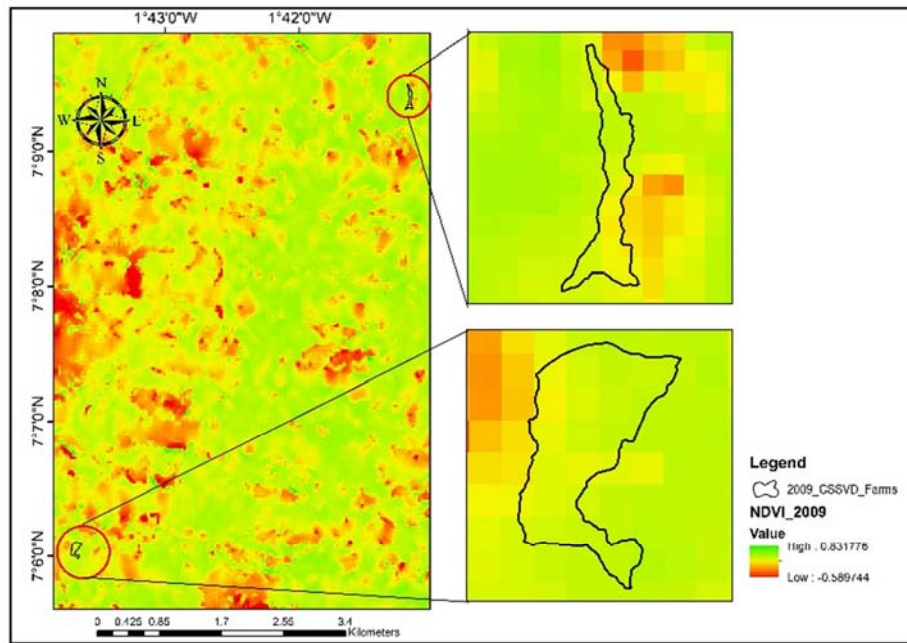 1°43'0"W 1°42'0"W
N
W E
S
7°9'0"N
7°8'0"N
7°7'0"N
7°6'0"N
Legend
2009_CSSVD_Farms
NDVI_2009
Value
High : 0.831776
Low : -0.589744
0 0.425 0.85 1.7 2.55 3.4
Kilometers